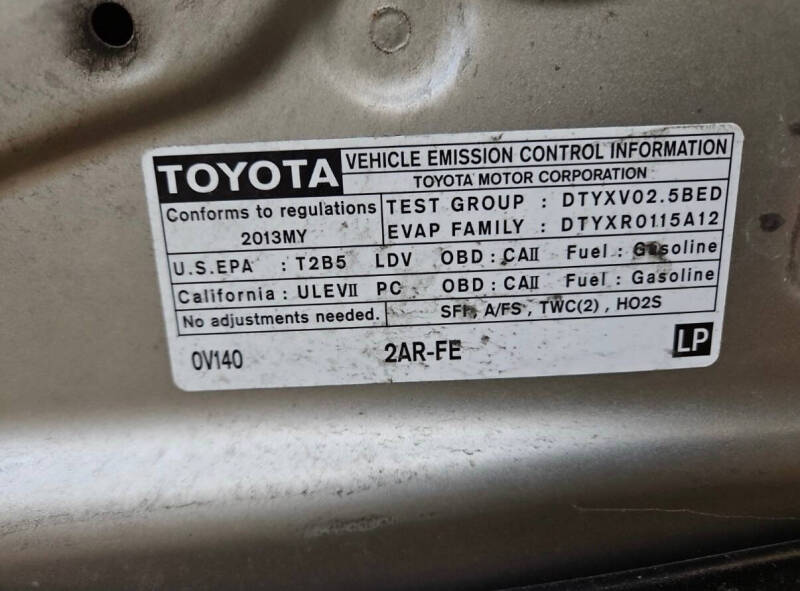 TOYOTA
VEHICLE EMISSION CONTROL INFORMATION
TOYOTA MOTOR CORPORATION
Conforms to regulations
2013MY
TEST GROUP : DTYXV02.5BED
EVAP FAMILY : DTYXR0115A12
U.S.EPA : T2B5 LDV OBD : CAII Fuel : Gasoline
California : ULEVII PC OBD : CAII Fuel : Gasoline
No adjustments needed.
SFI, A/FS, TWC(2), HO2S
0V140
2AR-FE
LP